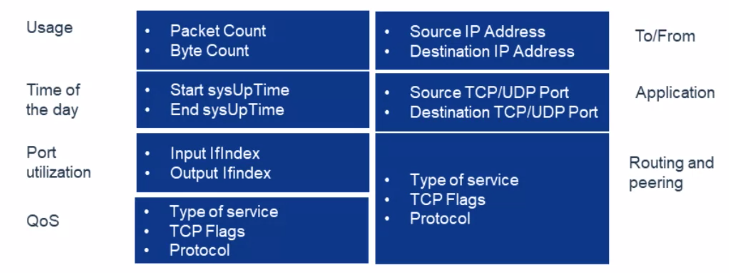 Usage
• Packet Count
• Byte Count
• Source IP Address
• Destination IP Address
To/From
Time of
the day
• Start sysUpTime
• End sysUpTime
• Source TCP/UDP Port
• Destination TCP/UDP Port
Application
Port
utilization
• Input IfIndex
• Output Ifindex
• Type of service
• TCP Flags
• Protocol
Routing and
peering
QoS
• Type of service
• TCP Flags
• Protocol